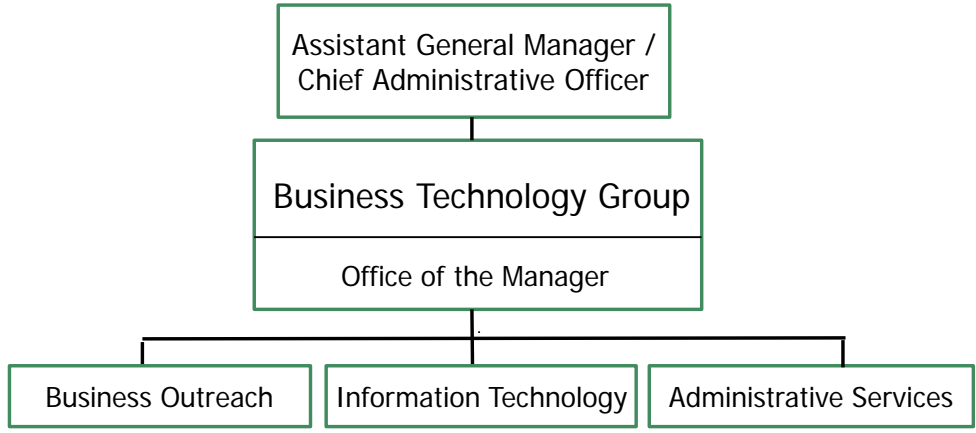 Assistant General Manager /
Chief Administrative Officer
Business Technology Group
Office of the Manager
Business Outreach
Information Technology
Administrative Services